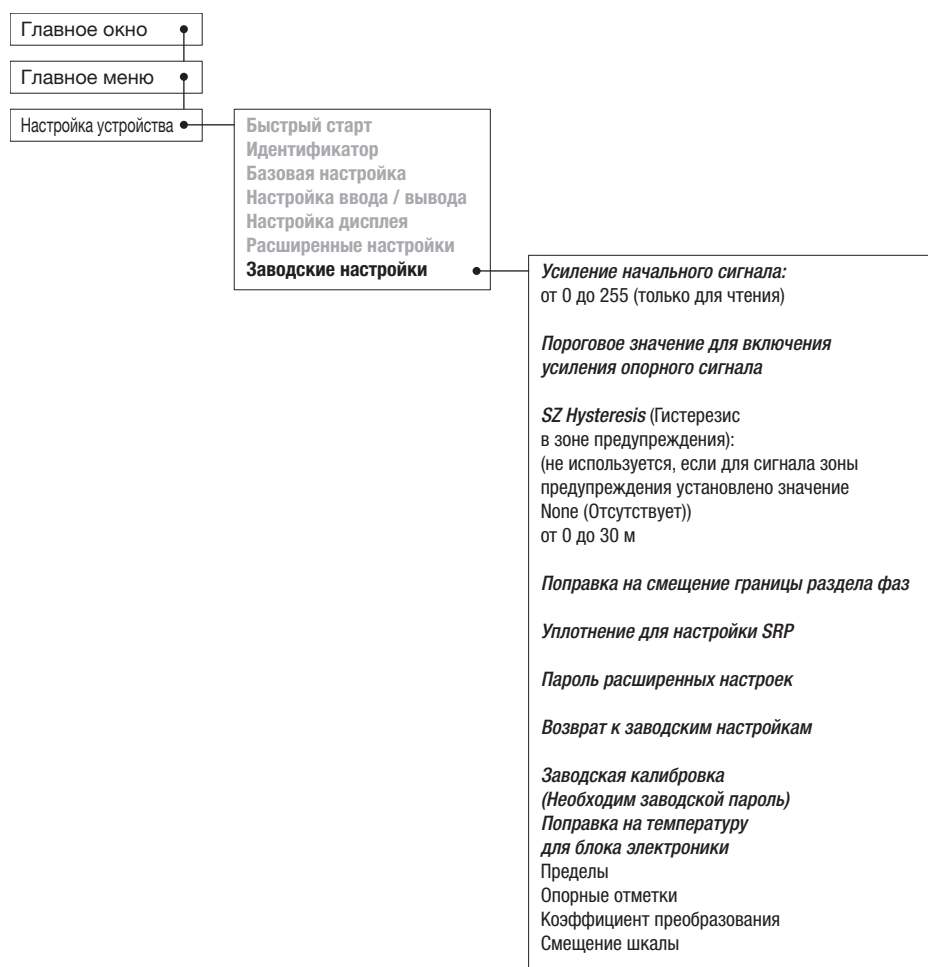 Главное окно
Главное меню
Настройка устройства
Быстрый старт
Идентификатор
Базовая настройка
Настройка ввода / вывода
Настройка дисплея
Расширенные настройки
Заводские настройки
Усиление начального сигнала:
от 0 до 255 (только для чтения)
Пороговое значение для включения
усиления опорного сигнала
SZ Hysteresis (Гистерезис
в зоне предупреждения):
(не используется, если для сигнала зоны
предупреждения установлено значение
None (Отсутствует))
от 0 до 30 м
Поправка на смещение границы раздела фаз
Уплотнение для настройки SRP
Пароль расширенных настроек
Возврат к заводским настройкам
Заводская калибровка
(Необходим заводской пароль)
Поправка на температуру
для блока электроники
Пределы
Опорные отметки
Коэффициент преобразования
Смещение шкалы